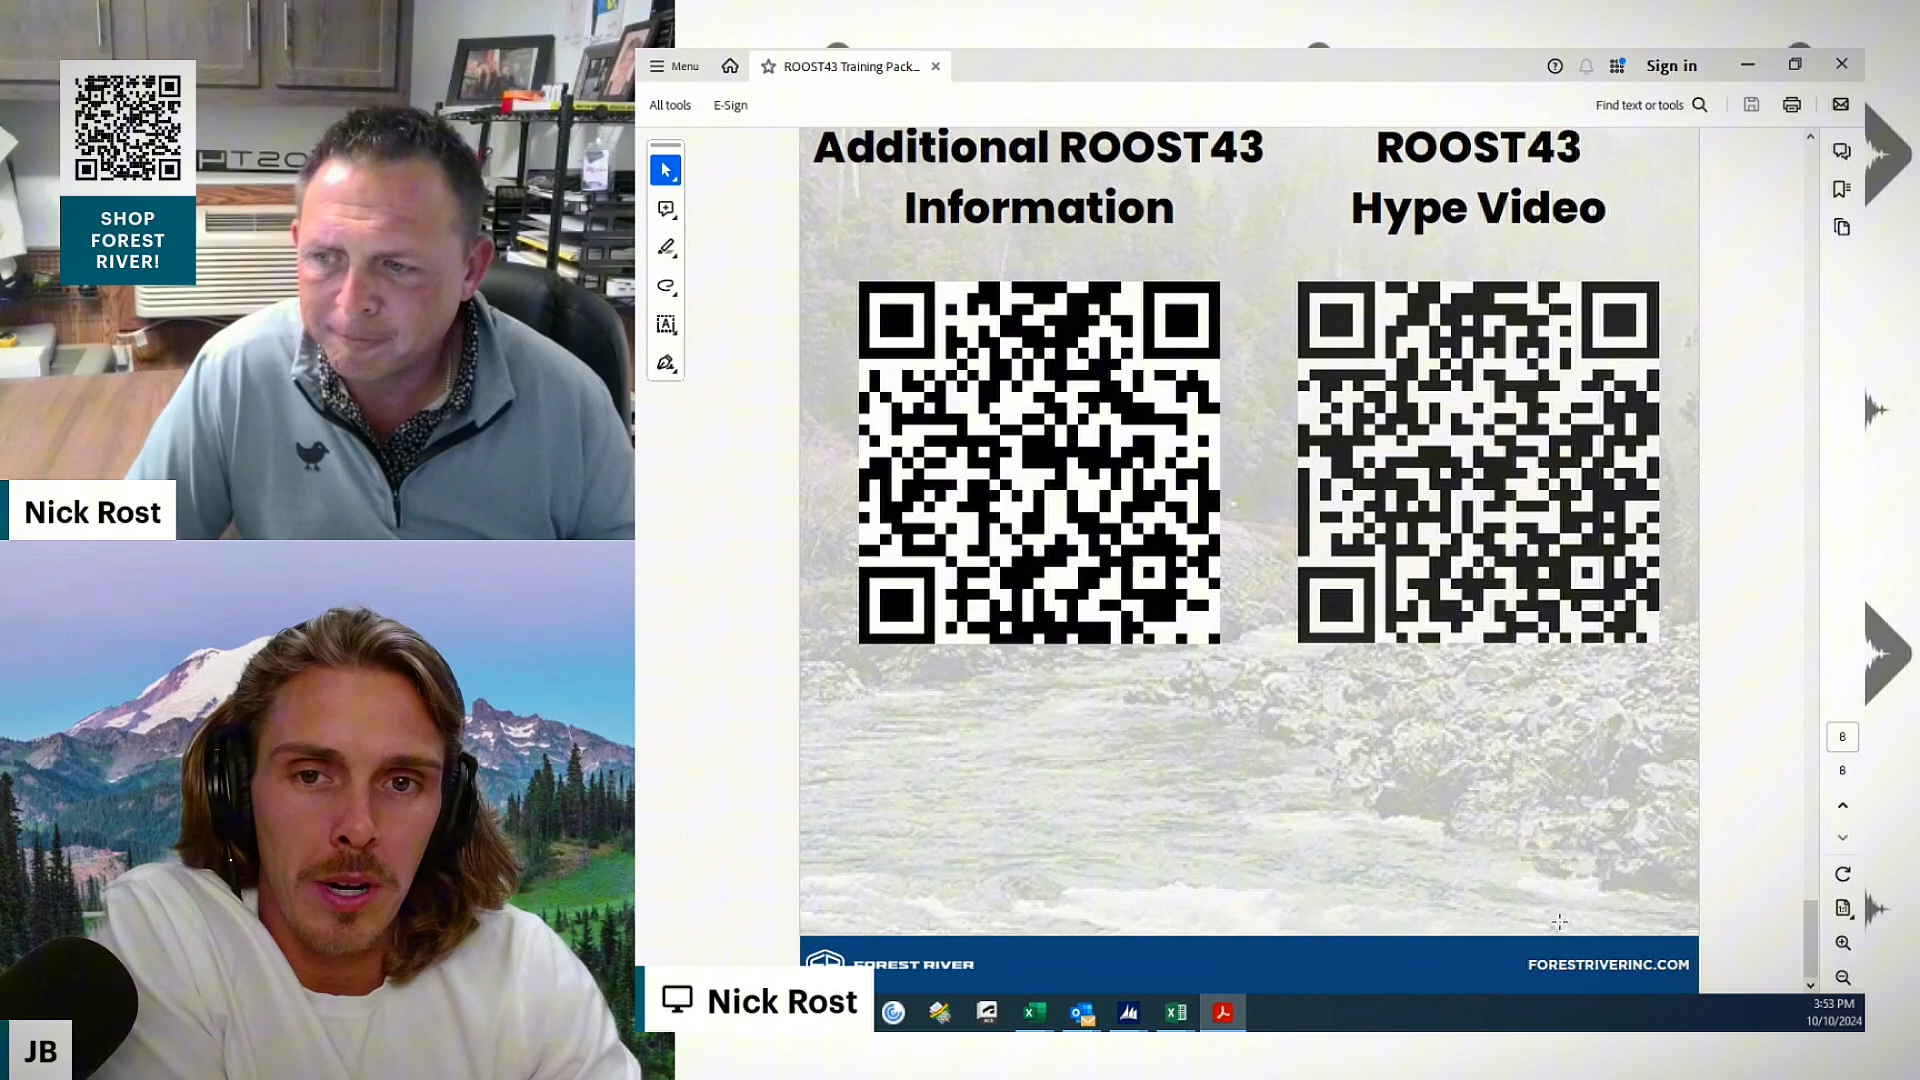 SHOP
FOREST
RIVER!
Nick Rost
JB
Menu
ROOST43 Training Pack...
Sign in
All tools
E-Sign
Find text or tools
Additional ROOST43
Information
ROOST43
Hype Video
8
8
FOREST RIVER
FORESTRIVERINC.COM
Nick Rost
3:53 PM
10/10/2024